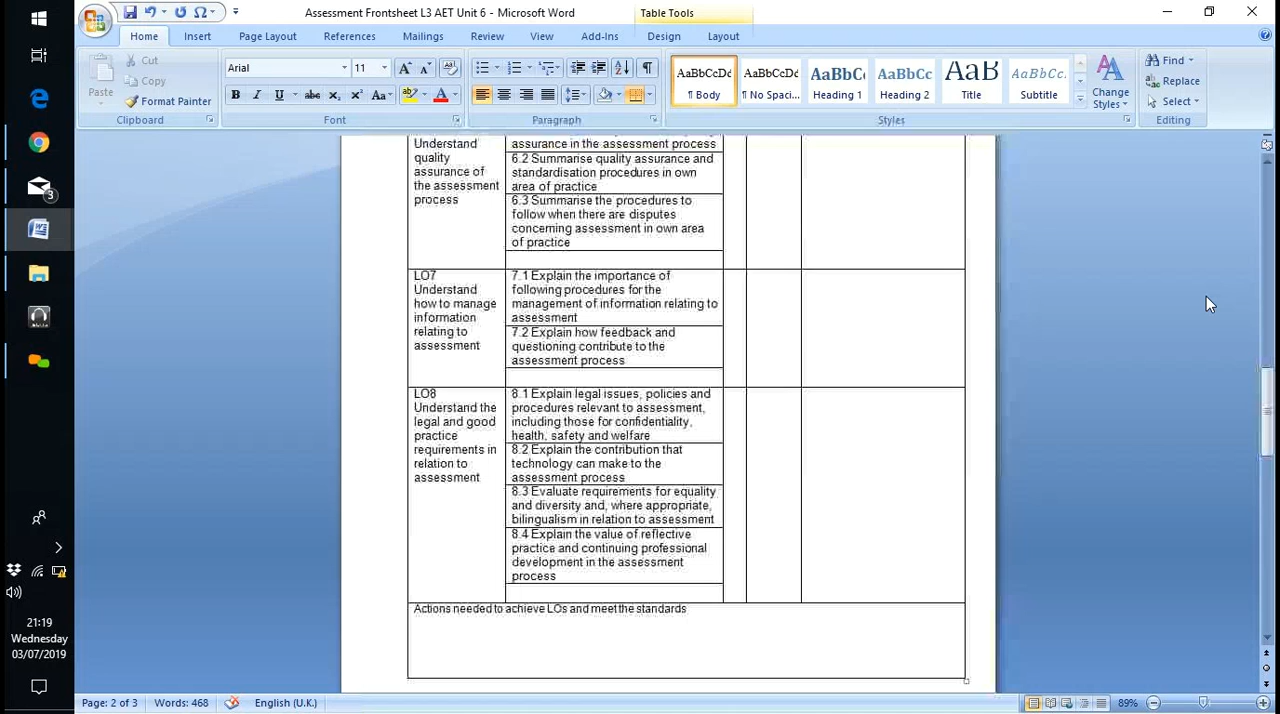 Assessment Frontsheet L3 AET Unit 6 - Microsoft Word
Table Tools
Home
Insert
Page Layout
References
Mailings
Review
View
Add-Ins
Design
Layout
Paste
Cut
Copy
Format Painter
Clipboard
Arial
11
Font
Paragraph
AaBbCcDc
¶ Body
AaBbCcDc
¶ No Spaci...
AaBbC
Heading 1
AaBbCc
Heading 2
AaB
Title
AaBbCc.
Subtitle
Change
Styles
Styles
Find
Replace
Select
Editing
Understand
quality
assurance of
the assessment
process
assurance in the assessment process
6.2 Summarise quality assurance and
standardisation procedures in own
area of practice
6.3 Summarise the procedures to
follow when there are disputes
concerning assessment in own area
of practice
LO7
Understand
how to manage
information
relating to
assessment
7.1 Explain the importance of
following procedures for the
management of information relating to
assessment
7.2 Explain how feedback and
questioning contribute to the
assessment process
LO8
Understand the
legal and good
practice
requirements in
relation to
assessment
8.1 Explain legal issues, policies and
procedures relevant to assessment,
including those for confidentiality,
health, safety and welfare
8.2 Explain the contribution that
technology can make to the
assessment process
8.3 Evaluate requirements for equality
and diversity and, where appropriate,
bilingualism in relation to assessment
8.4 Explain the value of reflective
practice and continuing professional
development in the assessment
process
Actions needed to achieve LOs and meet the standards
3
21:19
Wednesday
03/07/2019
Page: 2 of 3
Words: 468
English (U.K.)
89%